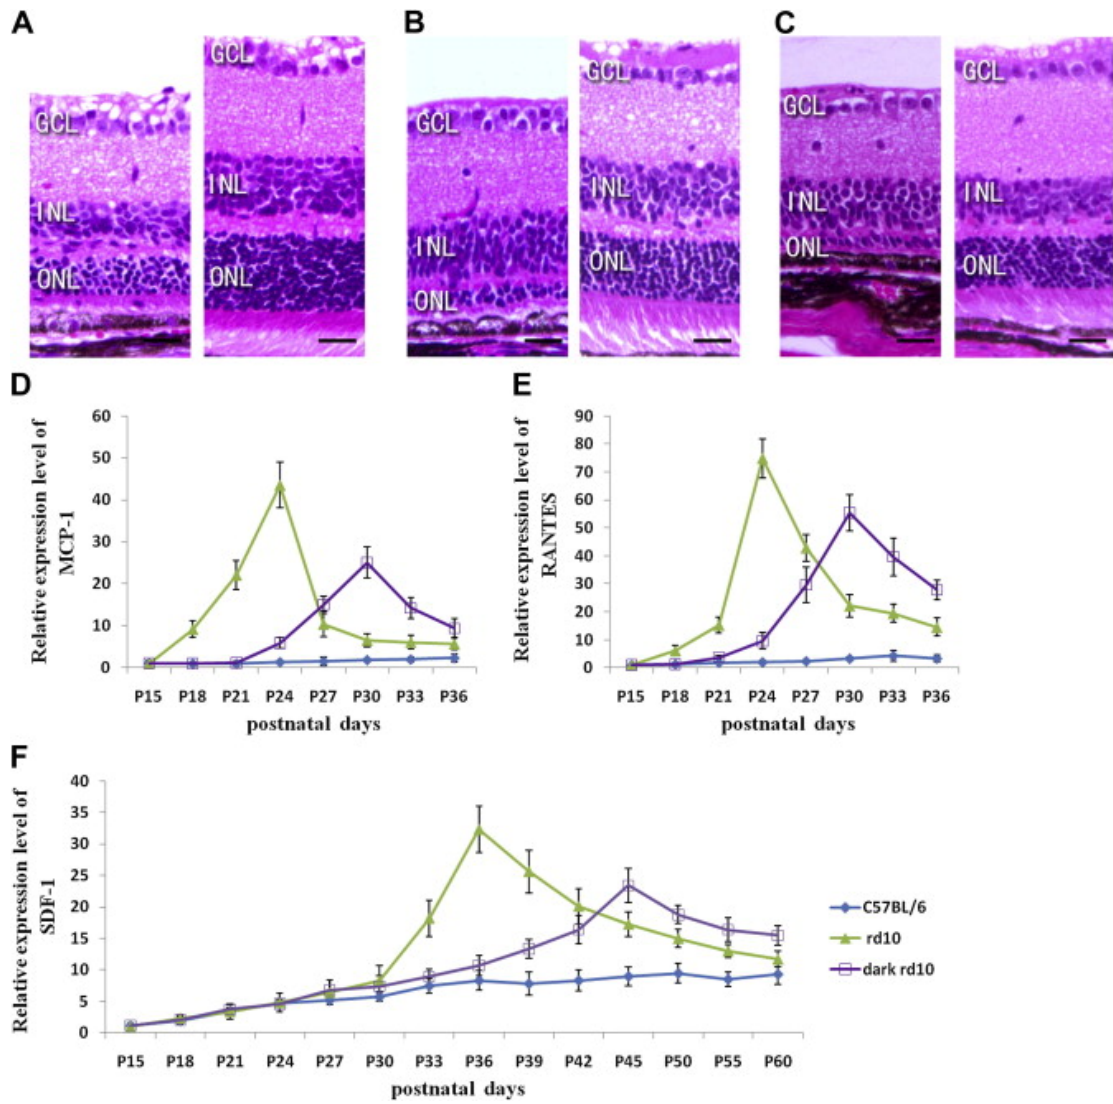 A
B
C
GCL
INL
ONL
GCL
INL
ONL
GCL
INL
ONL
GCL
INL
ONL
GCL
INL
ONL
GCL
INL
ONL
D
Relative expression level of
MCP-1
60
50
40
30
20
10
0
P15 P18 P21 P24 P27 P30 P33 P36
postnatal days
E
Relative expression level of
RANTES
90
80
70
60
50
40
30
20
10
0
P15 P18 P21 P24 P27 P30 P33 P36
postnatal days
F
Relative expression level of
SDF-1
40
35
30
25
20
15
10
5
0
P15 P18 P21 P24 P27 P30 P33 P36 P39 P42 P45 P50 P55 P60
postnatal days
C57BL/6
rd10
dark rd10